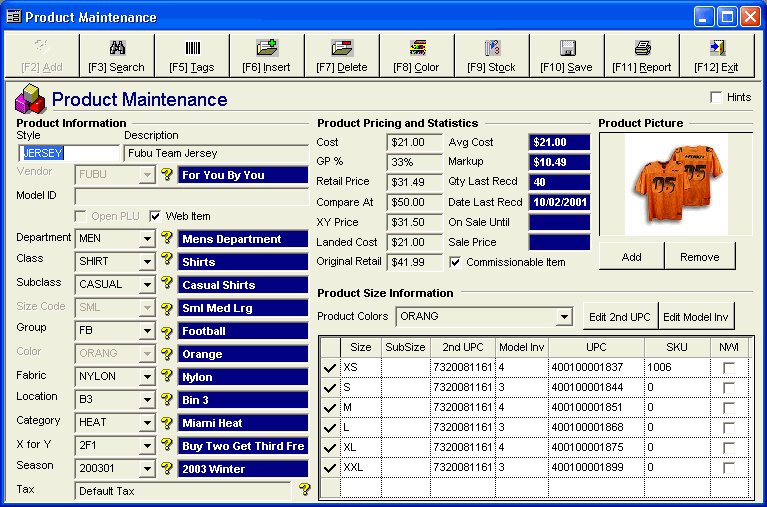 Product Maintenance
[F2] Add [F3] Search [F5] Tags [F6] Insert [F7] Delete [F8] Color [F9] Stock [F10] Save [F11] Report [F12] Exit
Product Maintenance
Hints
Product Information
Style Description
JERSEY Fubu Team Jersey
Vendor FUBU ? For You By You
Model ID
Open PLU Web Item
Department MEN ? Mens Department
Class SHIRT ? Shirts
Subclass CASUAL ? Casual Shirts
Size Code SML ? Sml Med Lrg
Group FB ? Football
Color ORANG ? Orange
Fabric NYLON ? Nylon
Location B3 ? Bin 3
Category HEAT ? Miami Heat
X for Y 2F1 ? Buy Two Get Third Fre
Season 200301 ? 2003 Winter
Tax Default Tax ?
Product Pricing and Statistics
Cost $21.00 Avg Cost $21.00
GP % 33% Markup $10.49
Retail Price $31.49 Qty Last Recd 40
Compare At $50.00 Date Last Recd 10/02/2001
XY Price $31.50 On Sale Until
Landed Cost $21.00 Sale Price
Original Retail $41.99 Commissionable Item
Product Picture
05
Add Remove
Product Size Information
Product Colors ORANG Edit 2nd UPC Edit Model Inv
Size SubSize 2nd UPC Model Inv UPC SKU NWI
XS 7320081161 4 400100001837 1006
S 7320081161 3 400100001844 0
M 7320081161 4 400100001851 0
L 7320081161 3 400100001868 0
XL 7320081161 4 400100001875 0
XXL 7320081161 3 400100001899 0